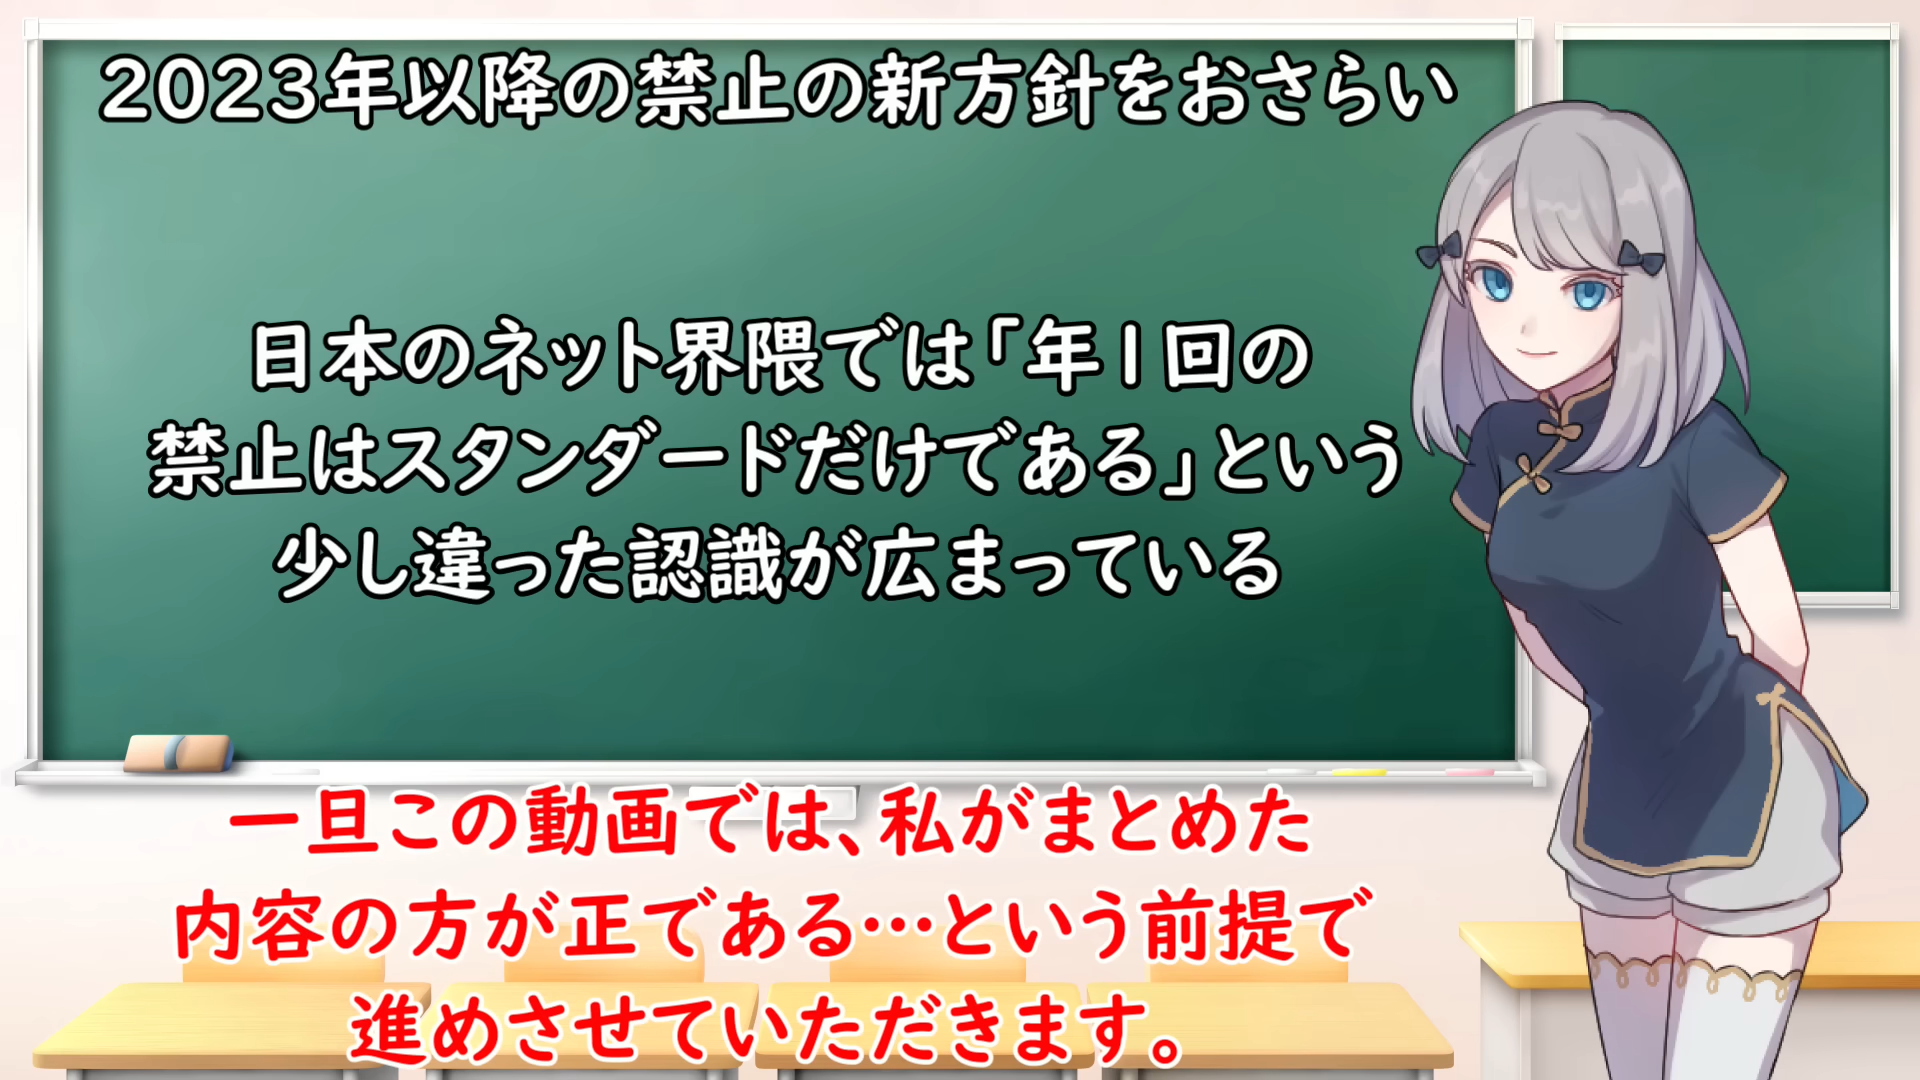 2023年以降の禁止の新方針をおさらい
日本のネット界隈では「年1回の
禁止はスタンダードだけである」という
少し違った認識が広まっている
一旦この動画では、私がまとめた
内容の方が正である…という前提で
進めさせていただきます。